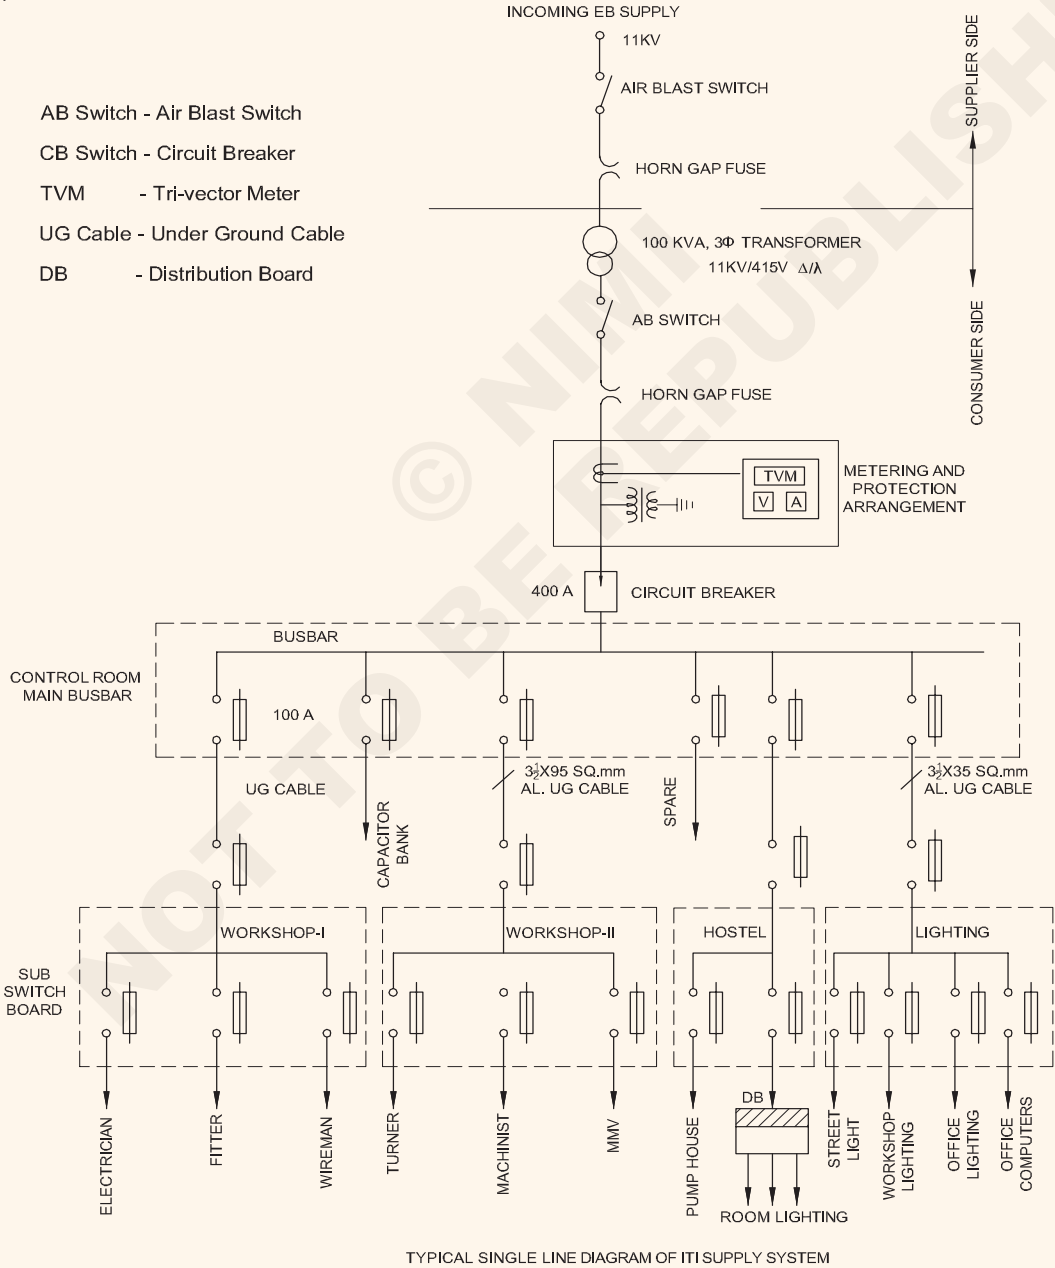 INCOMING EB SUPPLY
11KV
AIR BLAST SWITCH
HORN GAP FUSE
SUPPLIER SIDE
CONSUMER SIDE
AB Switch - Air Blast Switch
CB Switch - Circuit Breaker
TVM - Tri-vector Meter
UG Cable - Under Ground Cable
DB - Distribution Board
100 KVA, 3Φ TRANSFORMER
11KV/415V Δ/λ
AB SWITCH
HORN GAP FUSE
TVM
V A
METERING AND
PROTECTION
ARRANGEMENT
400 A
CIRCUIT BREAKER
BUSBAR
CONTROL ROOM
MAIN BUSBAR
100 A
UG CABLE
CAPACITOR
BANK
3½X95 SQ.mm
AL. UG CABLE
SPARE
3½X35 SQ.mm
AL. UG CABLE
WORKSHOP-I
WORKSHOP-II
HOSTEL
LIGHTING
SUB
SWITCH
BOARD
ELECTRICIAN
FITTER
WIREMAN
TURNER
MACHINIST
MMV
PUMP HOUSE
DB
ROOM LIGHTING
STREET
LIGHT
WORKSHOP
LIGHTING
OFFICE
LIGHTING
OFFICE
COMPUTERS
TYPICAL SINGLE LINE DIAGRAM OF ITI SUPPLY SYSTEM
© NIMI
NOT TO BE REPUBLISH